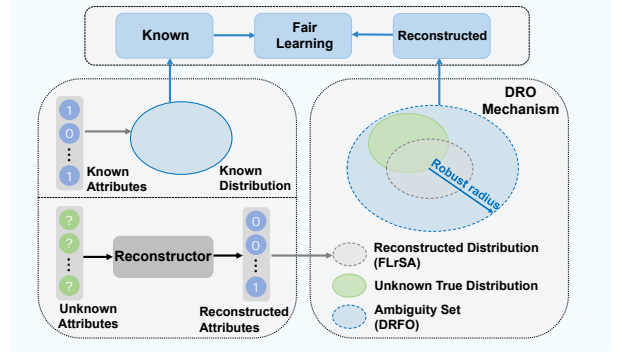 Known
Fair
Learning
Reconstructed
1
0
1
Known
Attributes
Known
Distribution
?
?
?
Unknown
Attributes
Reconstructor
0
0
1
Reconstructed
Attributes
DRO
Mechanism
Robust radius
Reconstructed Distribution
(FLrSA)
Unknown True Distribution
Ambiguity Set
(DRFO)